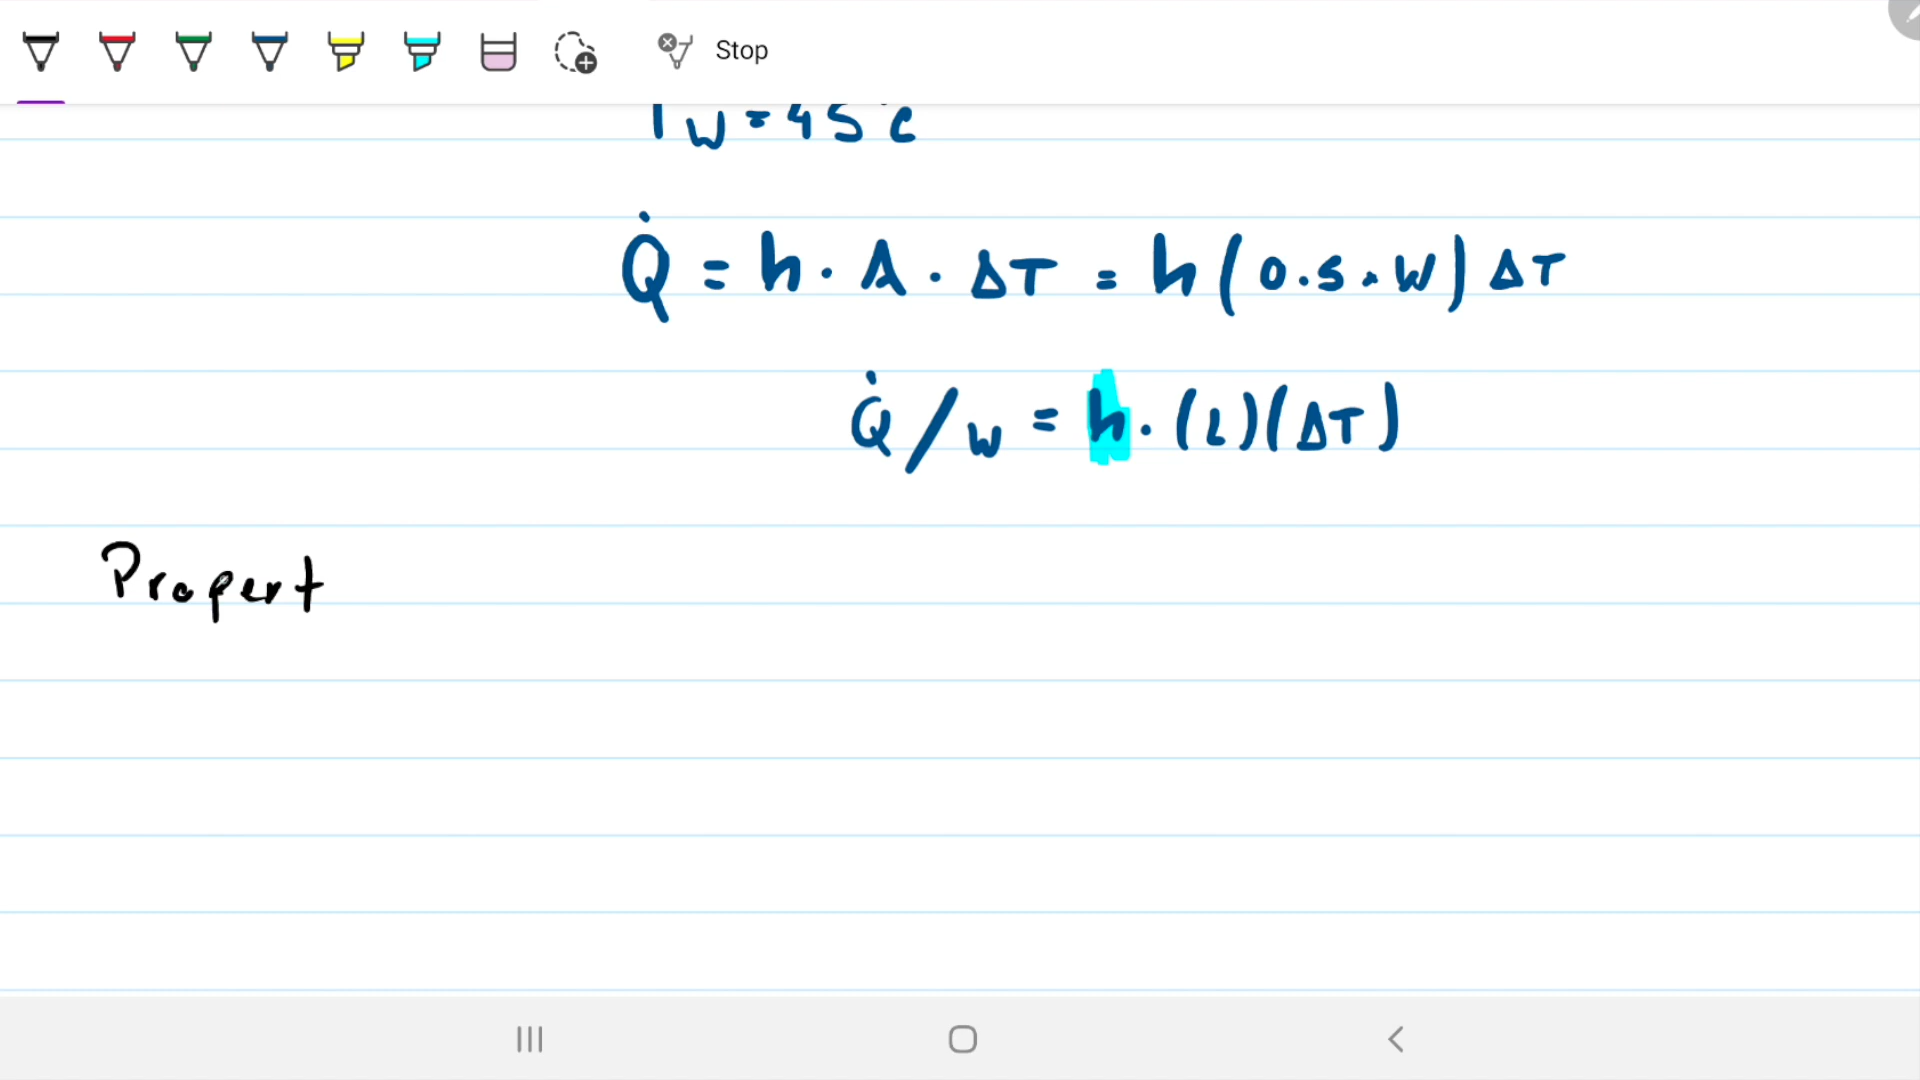 Stop
Tw = 45°c
Q̇ = h · A · ΔT = h (0.5 · W) ΔT
Q̇/w = h · (L)(ΔT)
Propert